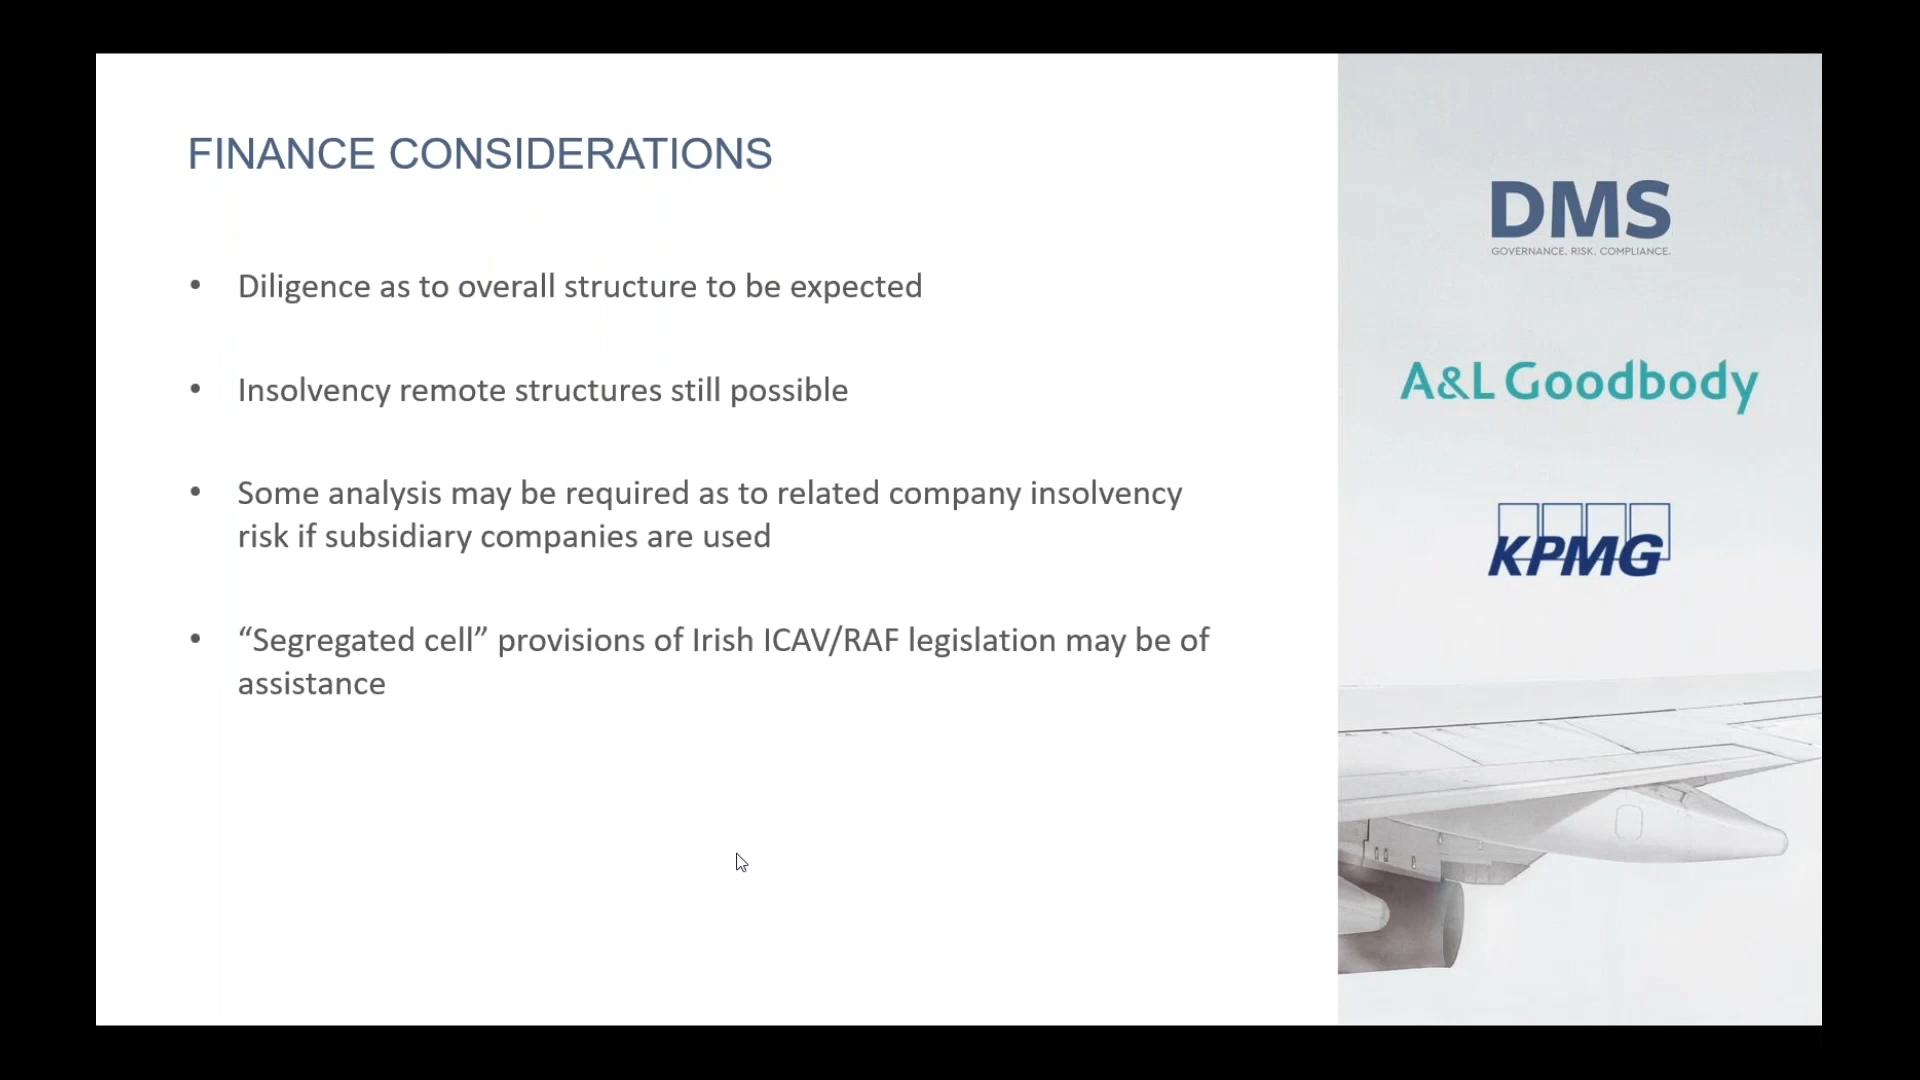 FINANCE CONSIDERATIONS
• Diligence as to overall structure to be expected
• Insolvency remote structures still possible
• Some analysis may be required as to related company insolvency
risk if subsidiary companies are used
• “Segregated cell” provisions of Irish ICAV/RAF legislation may be of
assistance
DMS
GOVERNANCE. RISK. COMPLIANCE.
A&L Goodbody
KPMG